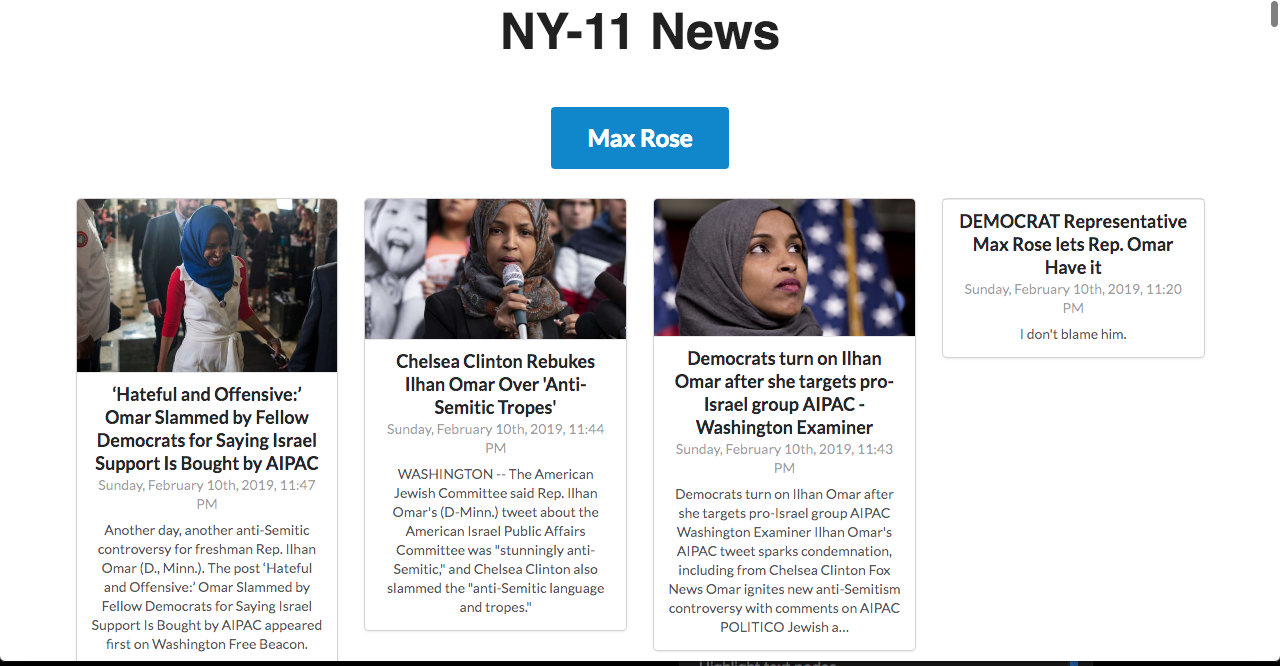 NY-11 News
Max Rose
‘Hateful and Offensive:’
Omar Slammed by Fellow
Democrats for Saying Israel
Support Is Bought by AIPAC
Sunday, February 10th, 2019, 11:47
PM
Another day, another anti-Semitic
controversy for freshman Rep. Ilhan
Omar (D., Minn.). The post ‘Hateful
and Offensive:’ Omar Slammed by
Fellow Democrats for Saying Israel
Support Is Bought by AIPAC appeared
first on Washington Free Beacon.
Chelsea Clinton Rebukes
Ilhan Omar Over 'Anti-
Semitic Tropes'
Sunday, February 10th, 2019, 11:44
PM
WASHINGTON -- The American
Jewish Committee said Rep. Ilhan
Omar's (D-Minn.) tweet about the
American Israel Public Affairs
Committee was "stunningly anti-
Semitic," and Chelsea Clinton also
slammed the "anti-Semitic language
and tropes."
Democrats turn on Ilhan
Omar after she targets pro-
Israel group AIPAC -
Washington Examiner
Sunday, February 10th, 2019, 11:43
PM
Democrats turn on Ilhan Omar after
she targets pro-Israel group AIPAC
Washington Examiner Ilhan Omar's
AIPAC tweet sparks condemnation,
including from Chelsea Clinton Fox
News Omar ignites new anti-Semitism
controversy with comments on AIPAC
POLITICO Jewish a...
DEMOCRAT Representative
Max Rose lets Rep. Omar
Have it
Sunday, February 10th, 2019, 11:20
PM
I don't blame him.